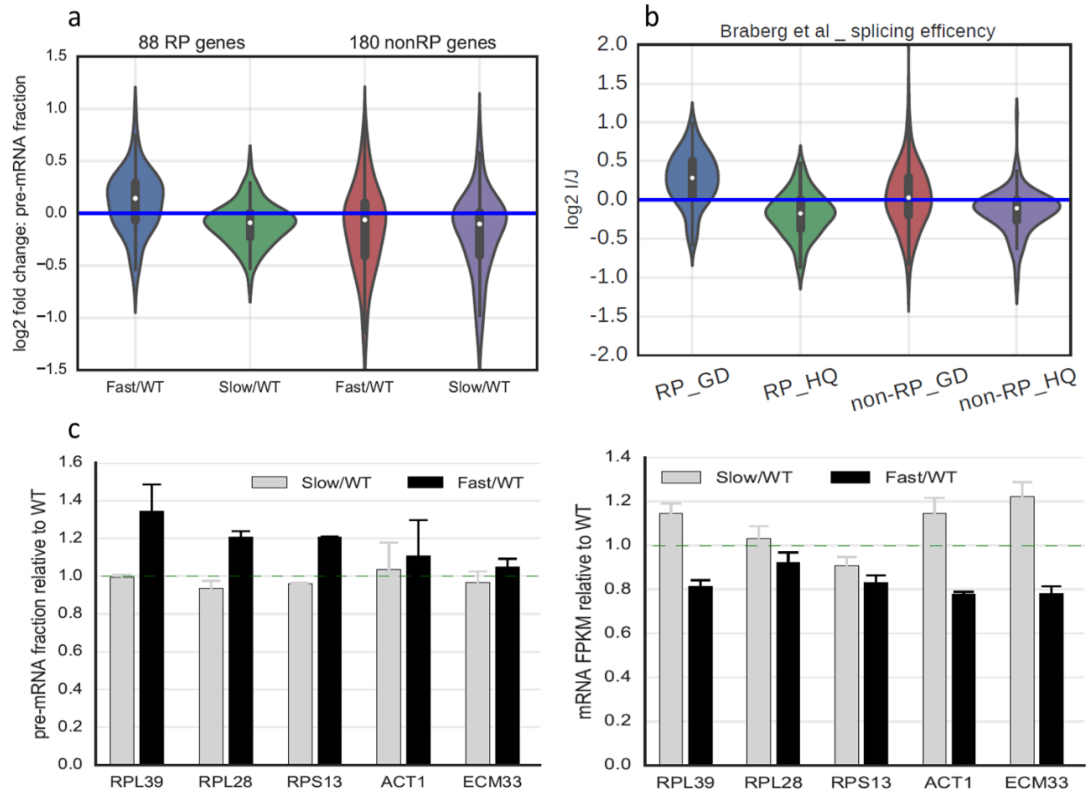 a
88 RP genes 180 nonRP genes
log2 fold change: pre-mRNA fraction
1.5
1.0
0.5
0.0
−0.5
−1.0
−1.5
Fast/WT Slow/WT Fast/WT Slow/WT
b
Braberg et al _ splicing efficency
log2 I/J
2.0
1.5
1.0
0.5
0.0
-0.5
-1.0
-1.5
-2.0
RP_GD RP_HQ non-RP_GD non-RP_HQ
c
pre-mRNA fraction relative to WT
1.6
1.4
1.2
1.0
0.8
0.6
0.4
0.2
0.0
Slow/WT Fast/WT
RPL39 RPL28 RPS13 ACT1 ECM33
mRNA FPKM relative to WT
1.4
1.2
1.0
0.8
0.6
0.4
0.2
0.0
Slow/WT Fast/WT
RPL39 RPL28 RPS13 ACT1 ECM33